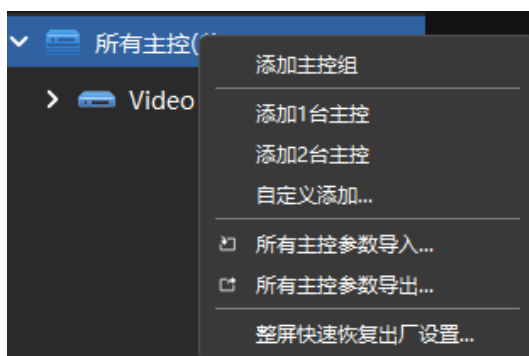 所有主控(
添加主控组
Video
添加1台主控
添加2台主控
自定义添加...
所有主控参数导入...
所有主控参数导出...
整屏快速恢复出厂设置...